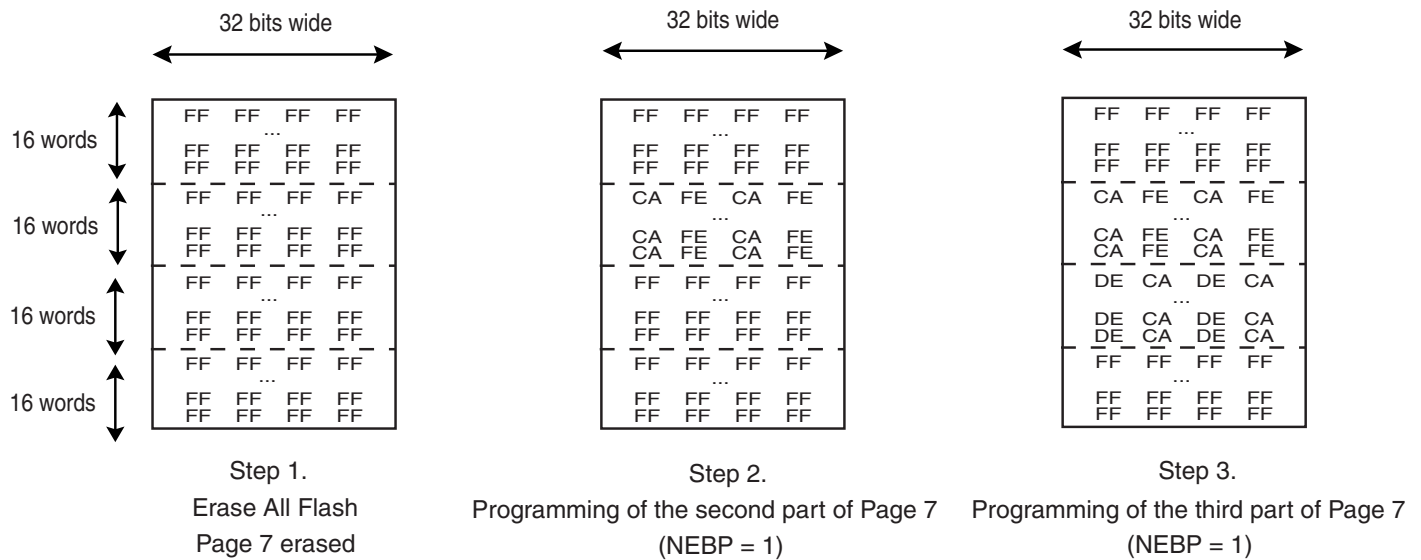 32 bits wide
32 bits wide
32 bits wide
16 words
16 words
16 words
16 words
FF FF FF FF
...
FF FF FF FF
FF FF FF FF
FF FF FF FF
...
FF FF FF FF
FF FF FF FF
FF FF FF FF
...
FF FF FF FF
FF FF FF FF
FF FF FF FF
...
FF FF FF FF
FF FF FF FF
Step 1.
Erase All Flash
Page 7 erased
FF FF FF FF
...
FF FF FF FF
FF FF FF FF
CA FE CA FE
...
CA FE CA FE
CA FE CA FE
FF FF FF FF
...
FF FF FF FF
FF FF FF FF
FF FF FF FF
...
FF FF FF FF
FF FF FF FF
Step 2.
Programming of the second part of Page 7
(NEBP = 1)
FF FF FF FF
...
FF FF FF FF
FF FF FF FF
CA FE CA FE
...
CA FE CA FE
CA FE CA FE
DE CA DE CA
...
DE CA DE CA
DE CA DE CA
FF FF FF FF
...
FF FF FF FF
FF FF FF FF
Step 3.
Programming of the third part of Page 7
(NEBP = 1)